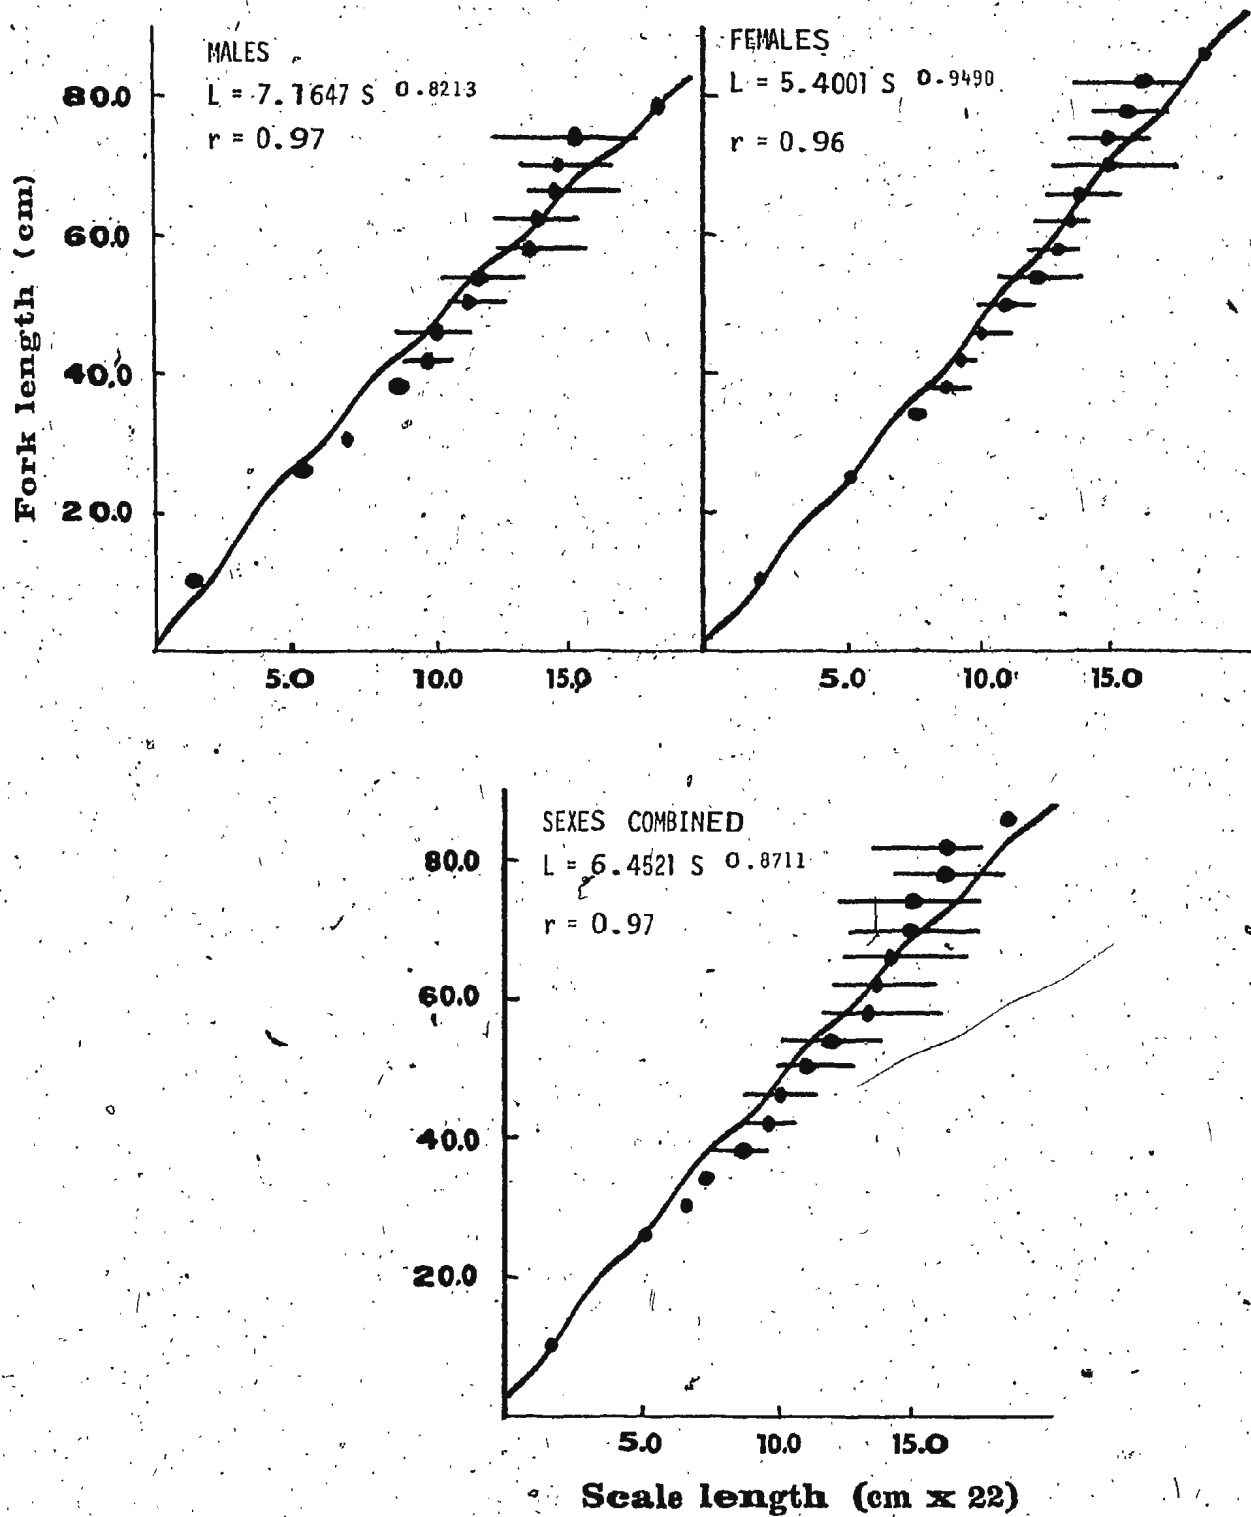 MALES
L = 7.1647 S 0.8213
r = 0.97
FEMALES
L = 5.4001 S 0.9490
r = 0.96
Fork length (cm)
80.0
60.0
40.0
20.0
5.0 10.0 15.0
5.0 10.0 15.0
SEXES COMBINED
L = 6.4521 S 0.8711
r = 0.97
80.0
60.0
40.0
20.0
5.0 10.0 15.0
Scale length (cm x 22)